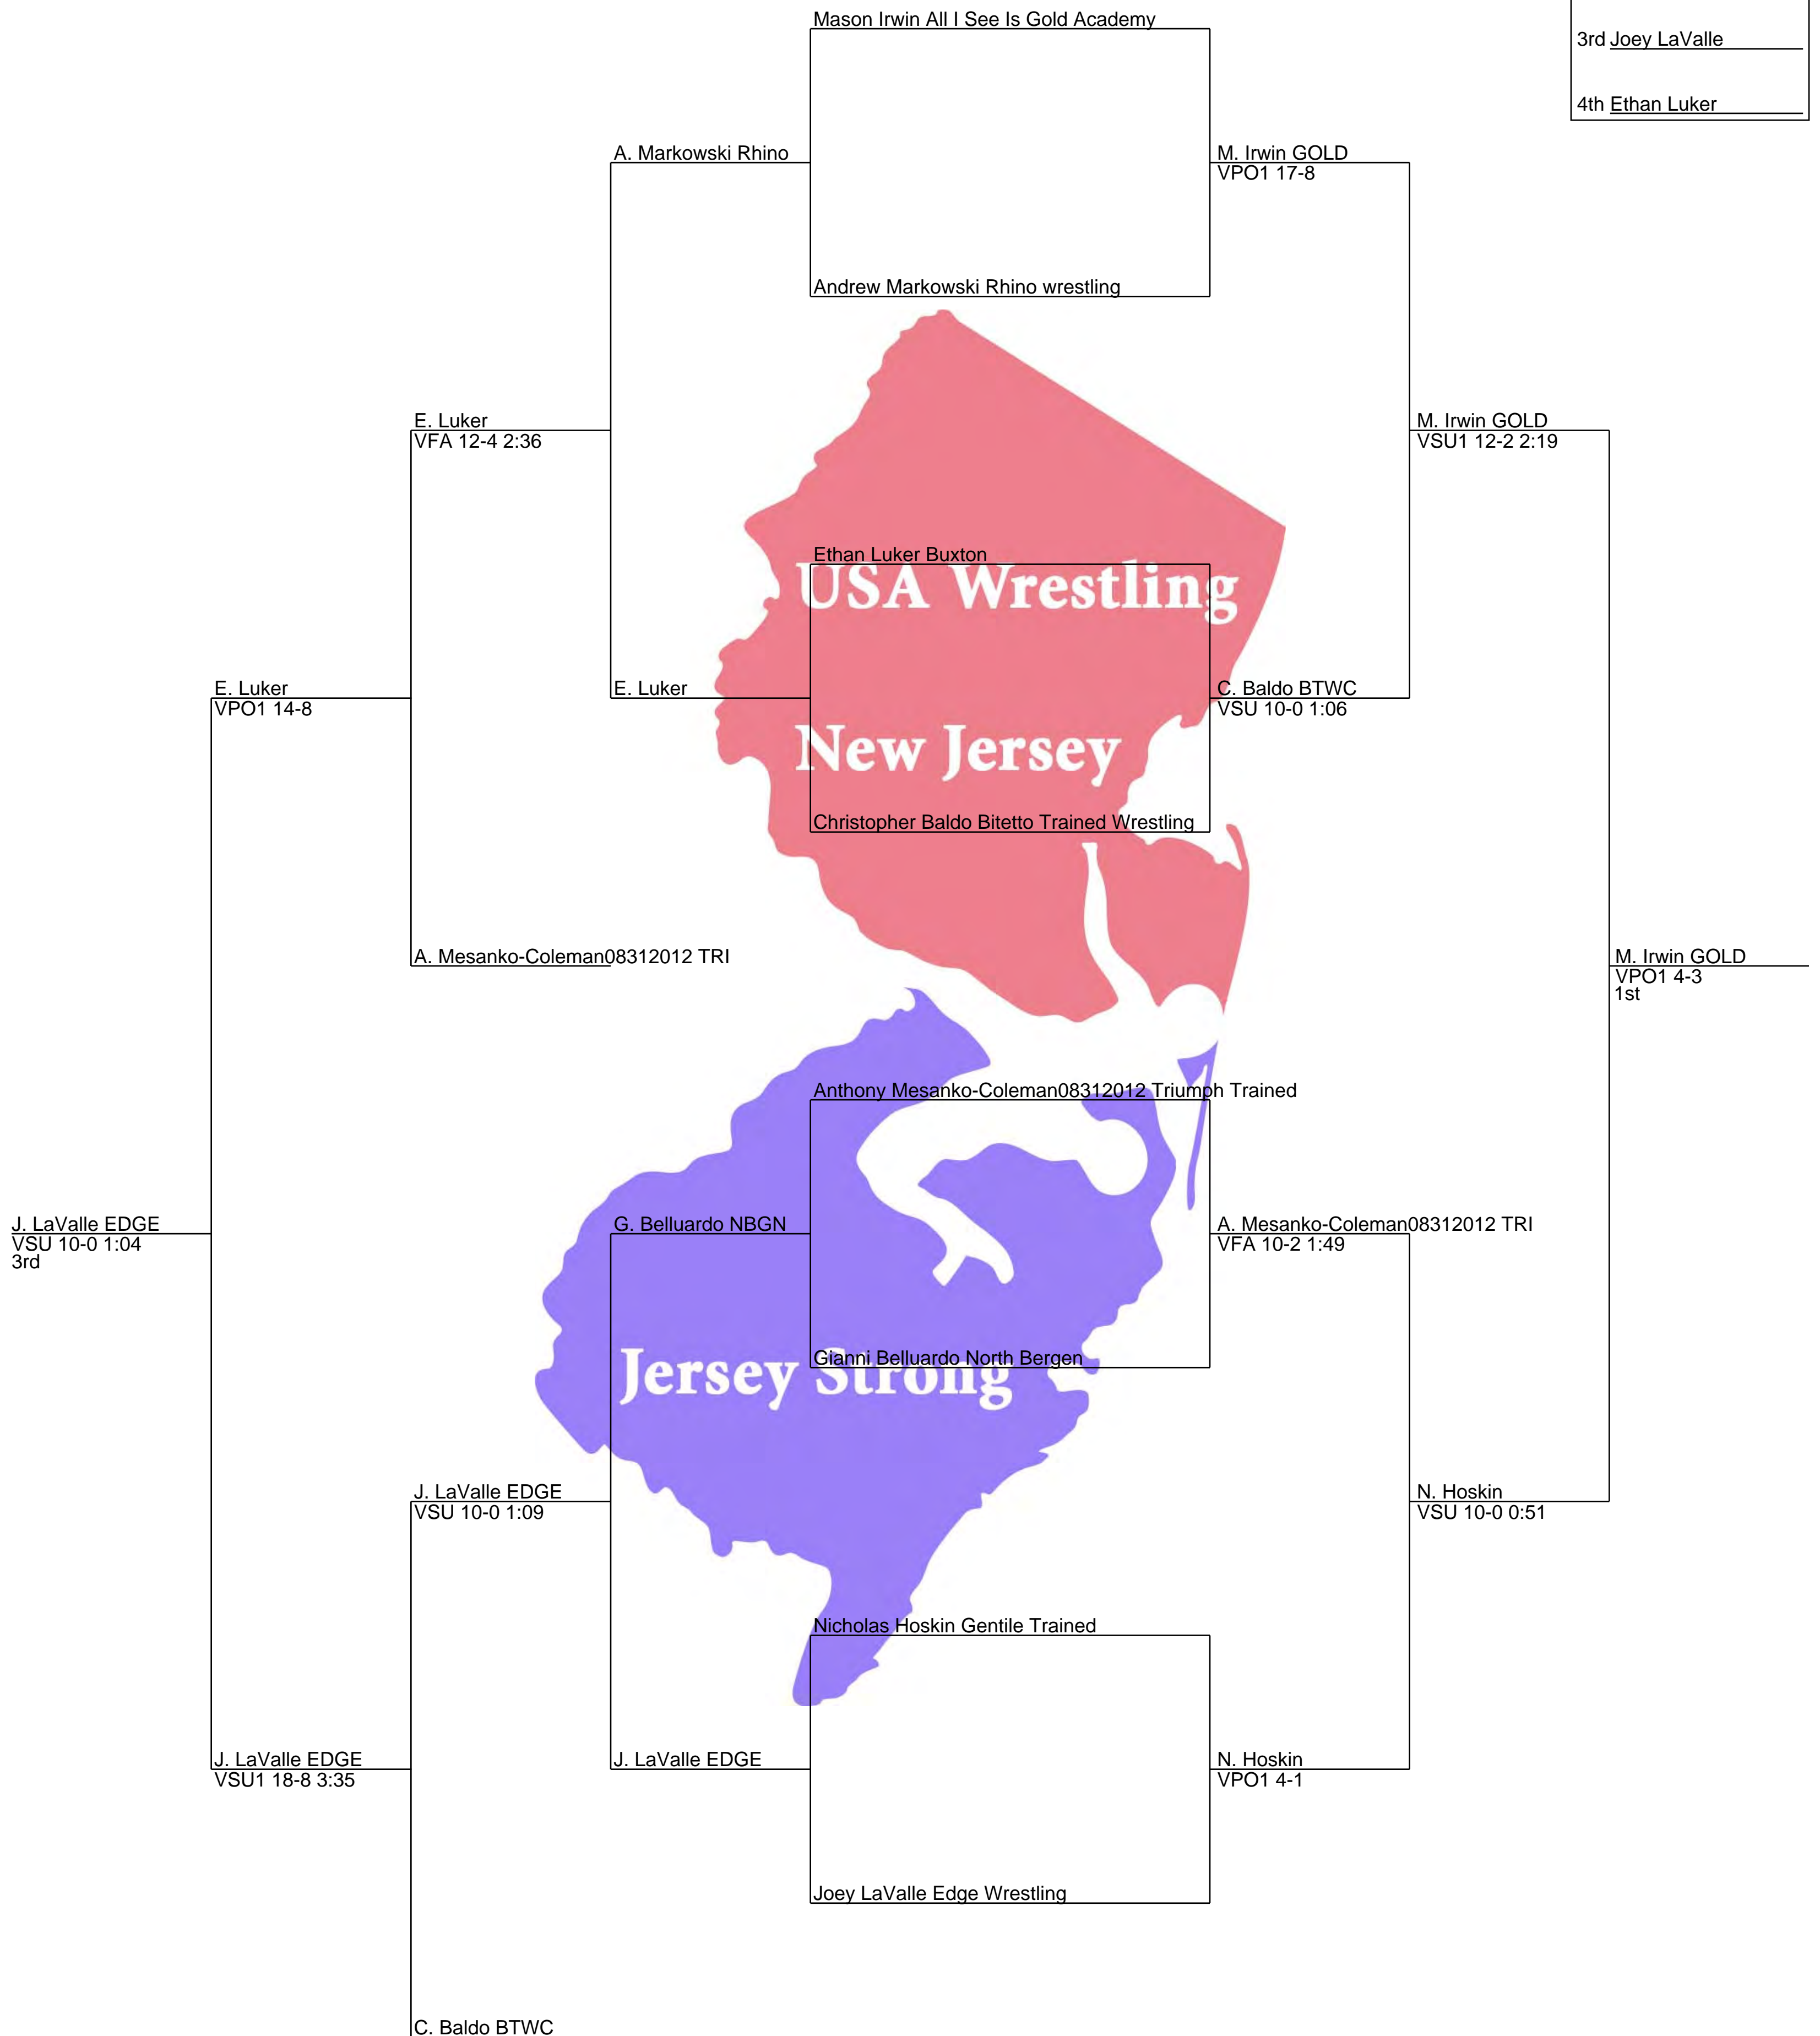 Mason Irwin All I See Is Gold Academy
3rd Joey LaValle
4th Ethan Luker
A. Markowski Rhino
M. Irwin GOLD
VPO1 17-8
Andrew Markowski Rhino wrestling
E. Luker
VFA 12-4 2:36
M. Irwin GOLD
VSU1 12-2 2:19
Ethan Luker Buxton
USA Wrestling
E. Luker
VPO1 14-8
E. Luker
C. Baldo BTWC
VSU 10-0 1:06
New Jersey
Christopher Baldo Bitetto Trained Wrestling
A. Mesanko-Coleman08312012 TRI
M. Irwin GOLD
VPO1 4-3
1st
Anthony Mesanko-Coleman08312012 Triumph Trained
J. LaValle EDGE
VSU 10-0 1:04
3rd
G. Belluardo NBGN
A. Mesanko-Coleman08312012 TRI
VFA 10-2 1:49
Gianni Belluardo North Bergen
Jersey Strong
J. LaValle EDGE
VSU 10-0 1:09
N. Hoskin
VSU 10-0 0:51
Nicholas Hoskin Gentile Trained
J. LaValle EDGE
VSU1 18-8 3:35
J. LaValle EDGE
N. Hoskin
VPO1 4-1
Joey LaValle Edge Wrestling
C. Baldo BTWC